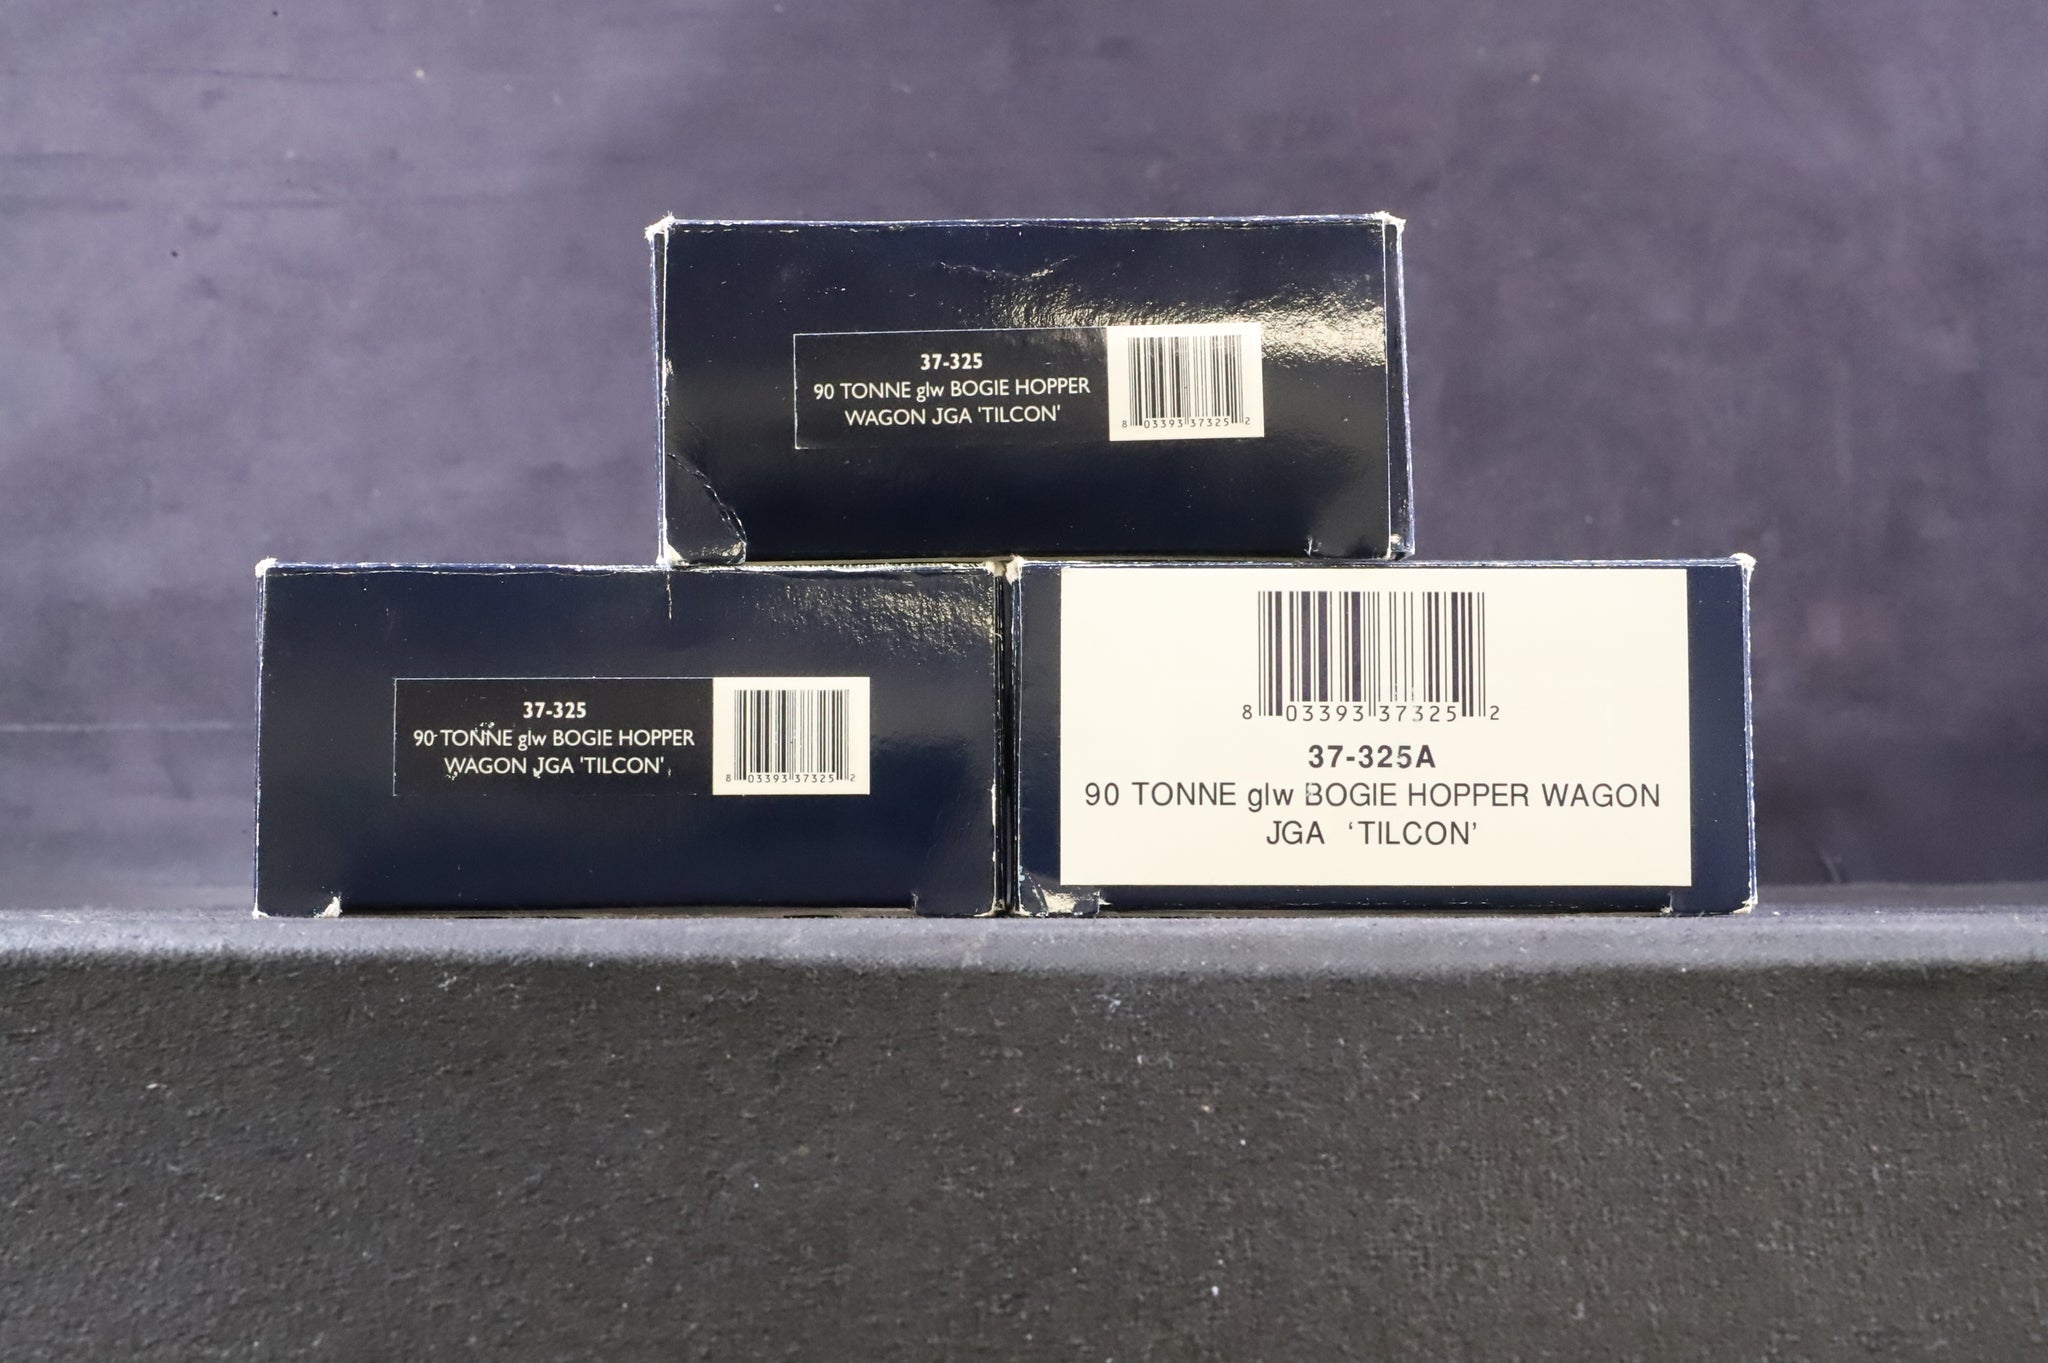 37-325
90 TONNE glw BOGIE HOPPER
WAGON JGA 'TILCON'
8 03393 37325 2
37-325
90 TONNE glw BOGIE HOPPER
WAGON JGA 'TILCON'
8 03393 37325 2
8 03393 37325 2
37-325A
90 TONNE glw BOGIE HOPPER WAGON
JGA ‘TILCON’